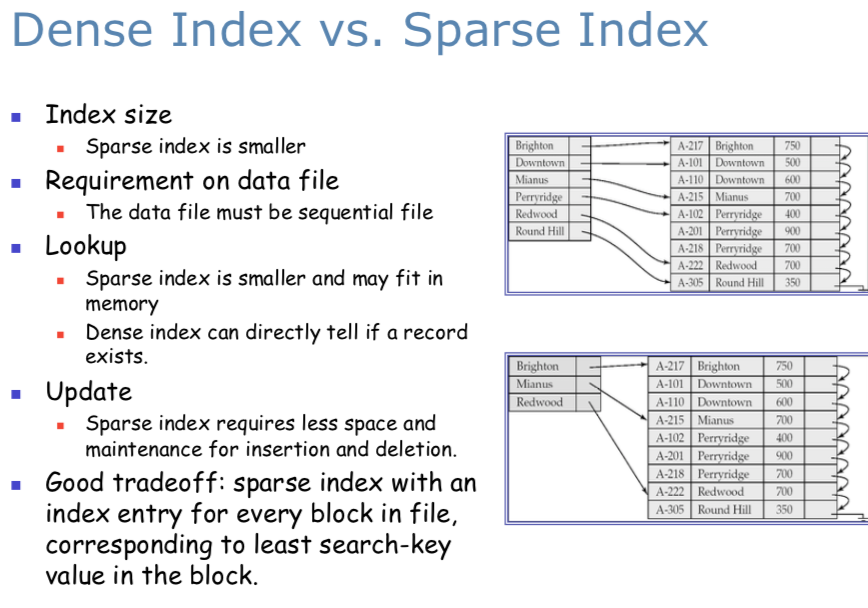 Dense Index vs. Sparse Index
Index size
Sparse index is smaller
Requirement on data file
The data file must be sequential file
Lookup
Sparse index is smaller and may fit in
memory
Dense index can directly tell if a record
exists.
Update
Sparse index requires less space and
maintenance for insertion and deletion.
Good tradeoff: sparse index with an
index entry for every block in file,
corresponding to least search-key
value in the block.
Brighton
Downtown
Mianus
Perryridge
Redwood
Round Hill
A-217 Brighton 750
A-101 Downtown 500
A-110 Downtown 600
A-215 Mianus 700
A-102 Perryridge 400
A-201 Perryridge 900
A-218 Perryridge 700
A-222 Redwood 700
A-305 Round Hill 350
Brighton
Mianus
Redwood
A-217 Brighton 750
A-101 Downtown 500
A-110 Downtown 600
A-215 Mianus 700
A-102 Perryridge 400
A-201 Perryridge 900
A-218 Perryridge 700
A-222 Redwood 700
A-305 Round Hill 350